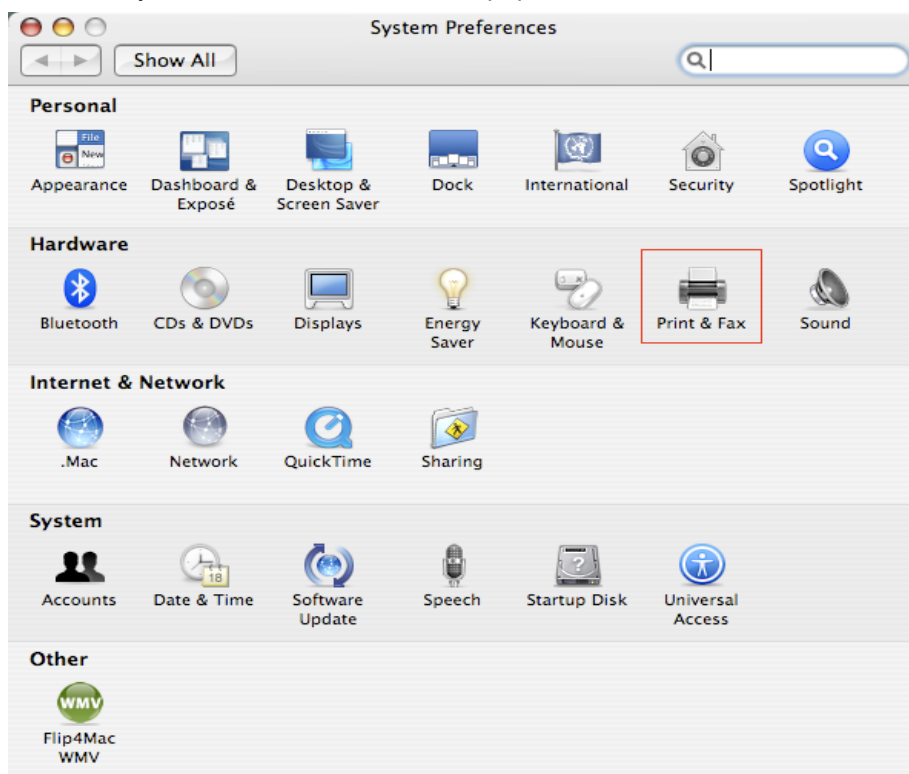 System Preferences
Show All
Personal
File
New
Appearance Dashboard & Exposé Desktop & Screen Saver Dock International Security Spotlight
Hardware
Bluetooth CDs & DVDs Displays Energy Saver Keyboard & Mouse Print & Fax Sound
Internet & Network
.Mac Network QuickTime Sharing
System
18
?
Accounts Date & Time Software Update Speech Startup Disk Universal Access
Other
WMV
Flip4Mac
WMV